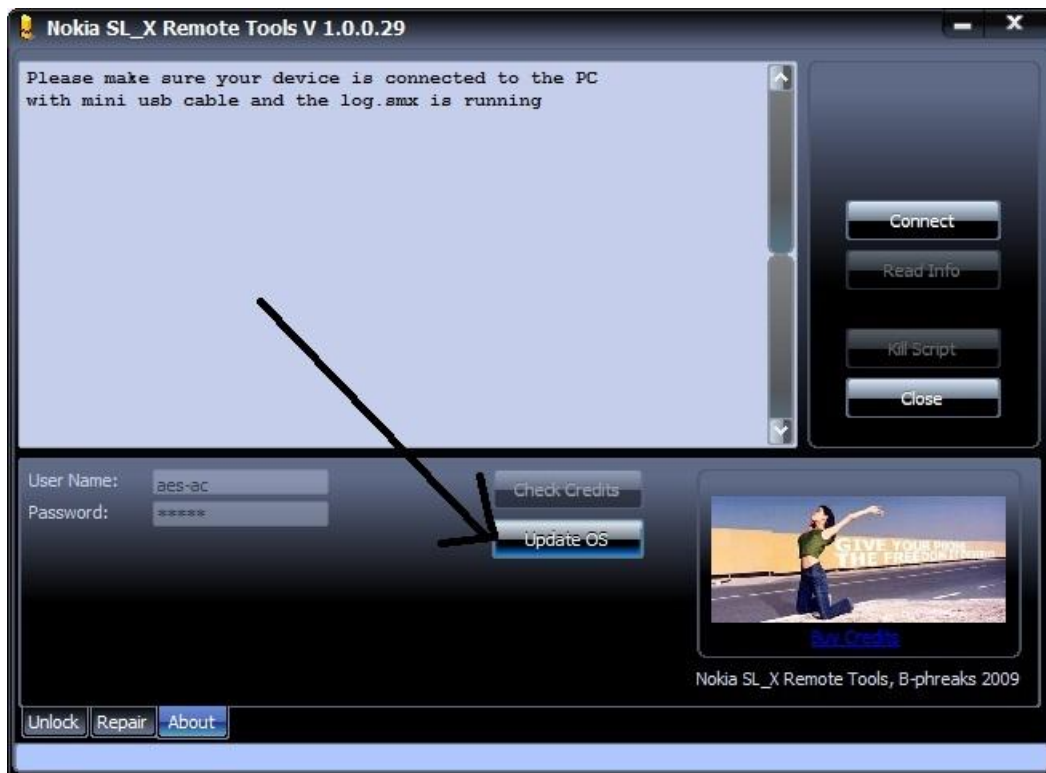 Nokia SL_X Remote Tools V 1.0.0.29
Please make sure your device is connected to the PC
with mini usb cable and the log.smx is running
Connect
Read Info
Kill Script
Close
User Name:
aes-ac
Password:
*****
Check Credits
Update OS
GIVE YOUR
THE FREEDOM
Buy Credits
Nokia SL_X Remote Tools, B-phreaks 2009
Unlock
Repair
About